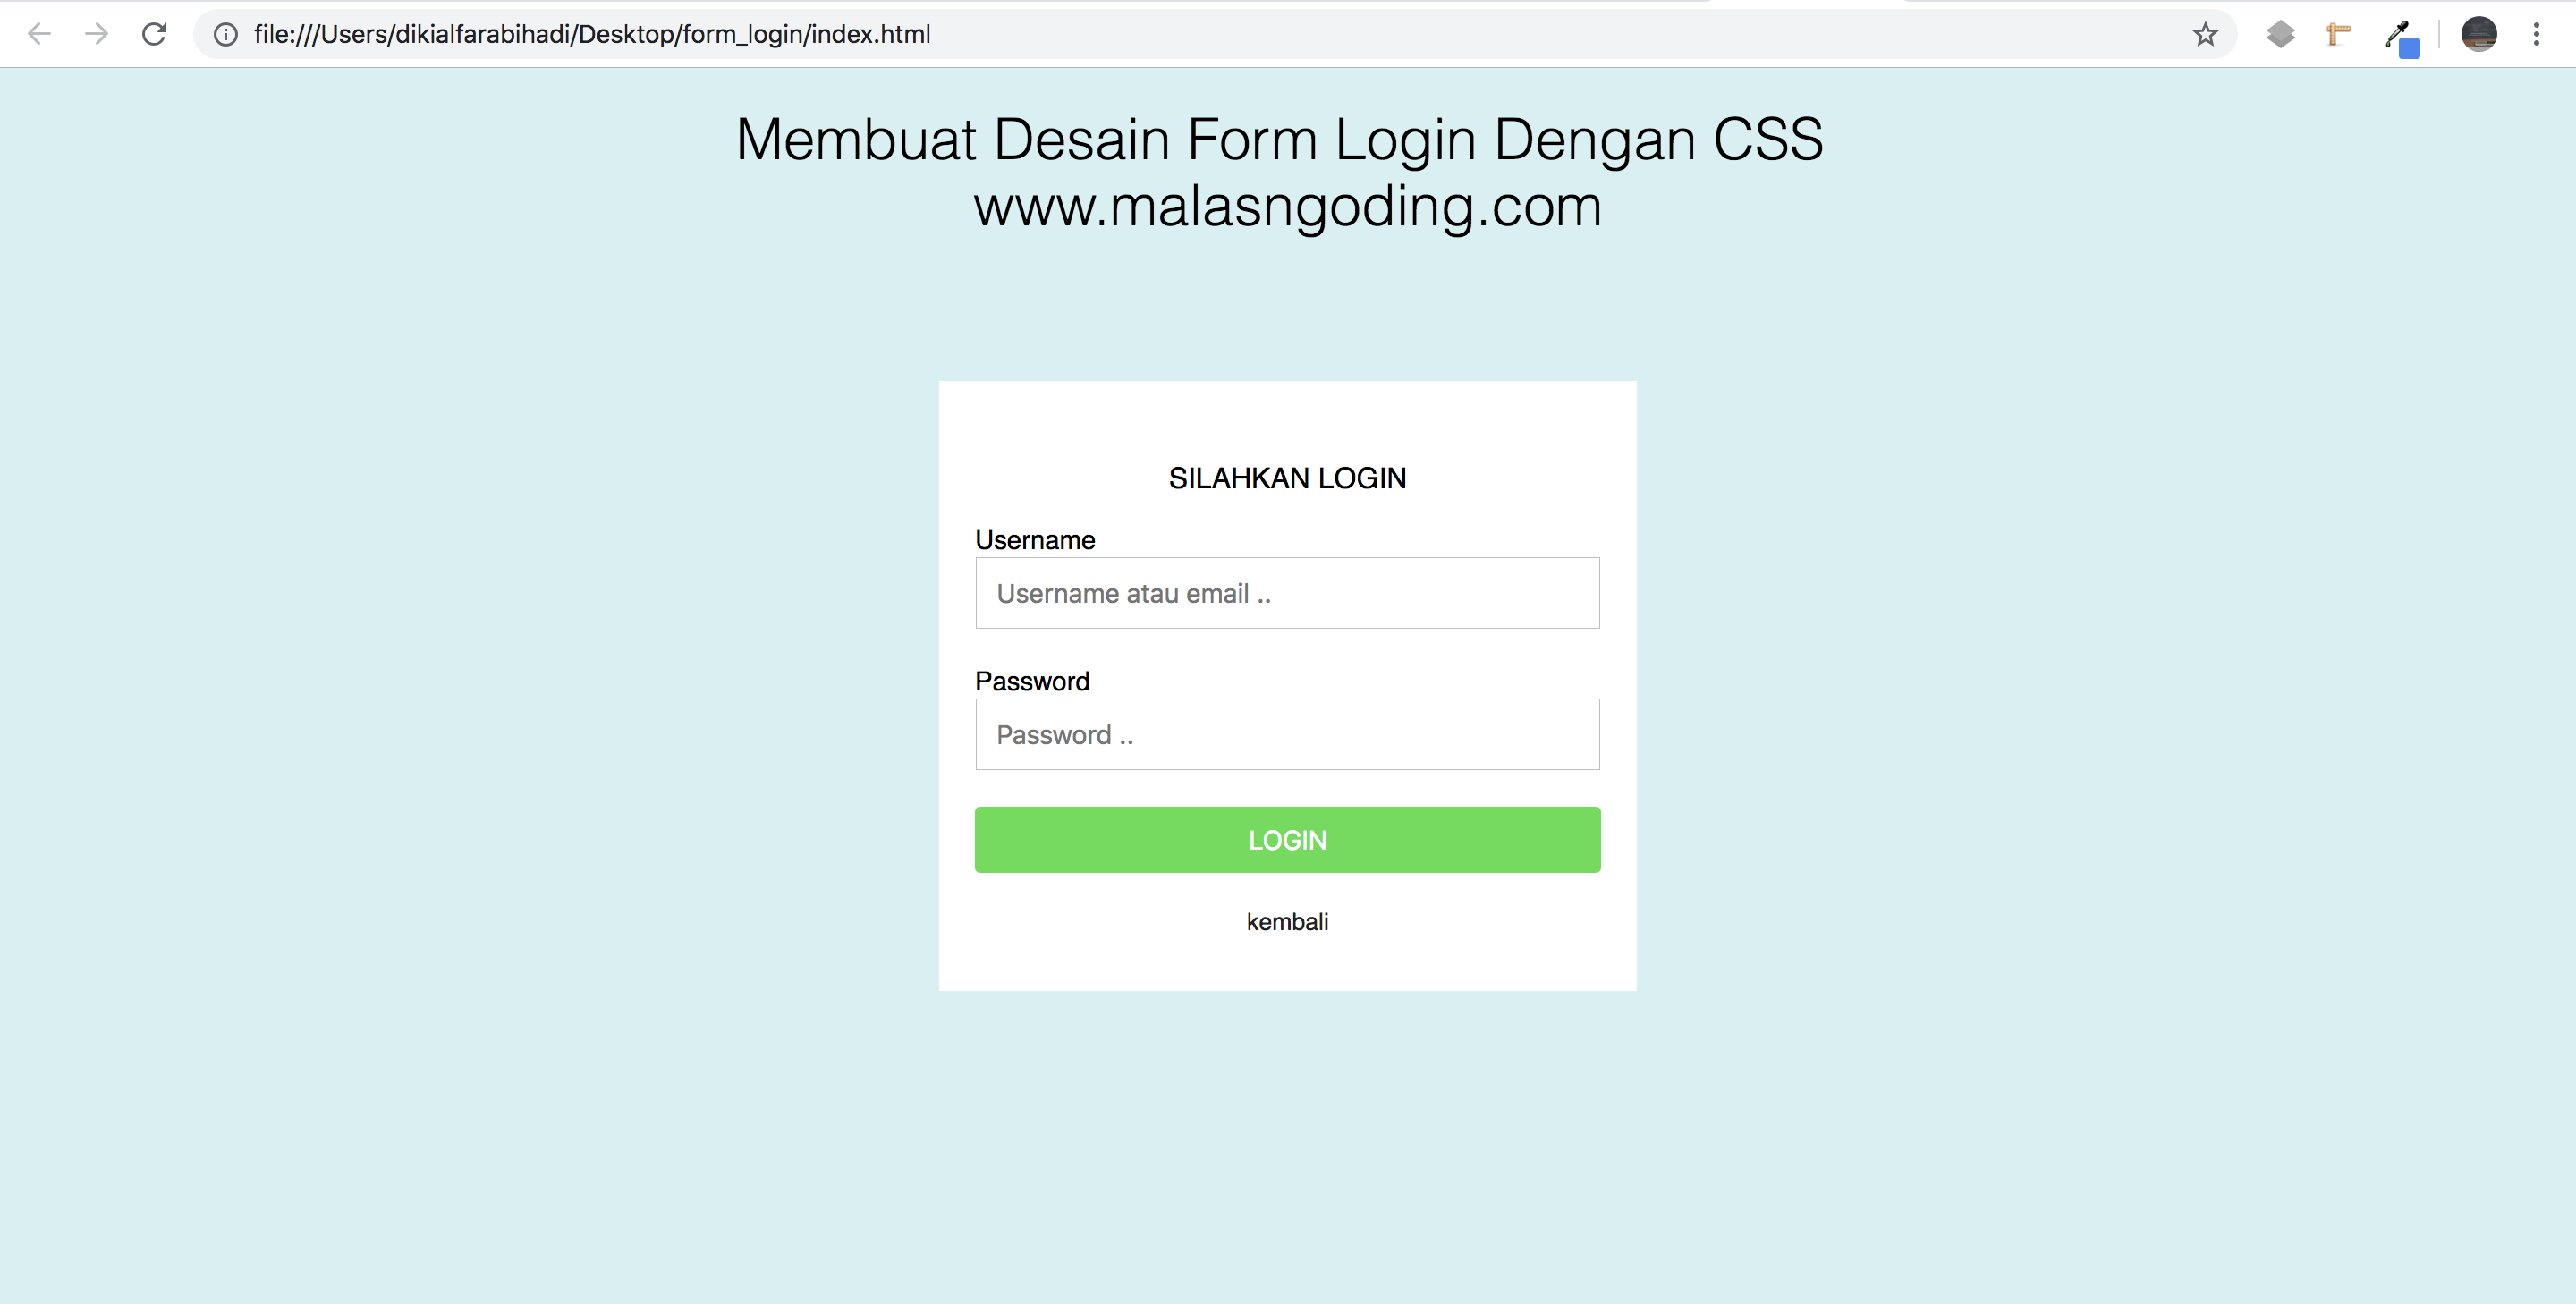 file:///Users/dikialfarabihadi/Desktop/form_login/index.html
Membuat Desain Form Login Dengan CSS
www.malasngoding.com
SILAHKAN LOGIN
Username
Username atau email ..
Password
Password ..
LOGIN
kembali